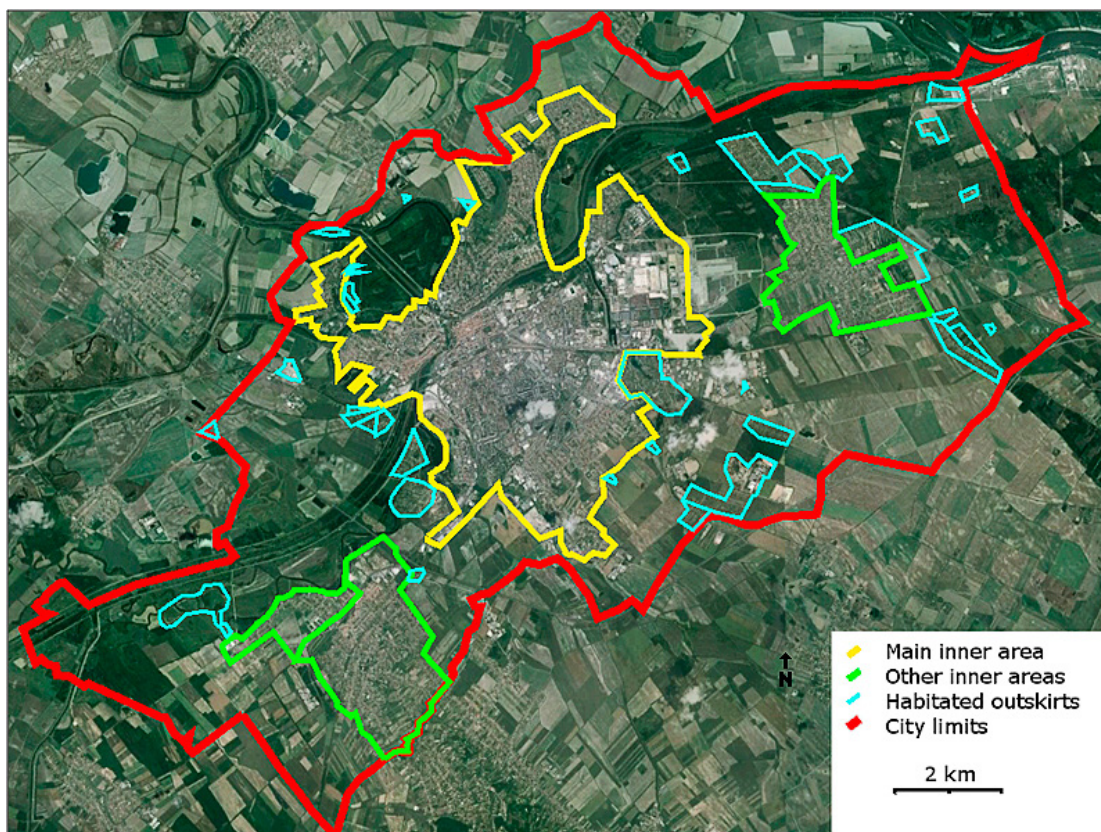 Main inner area
Other inner areas
Habitated outskirts
City limits
N
2 km